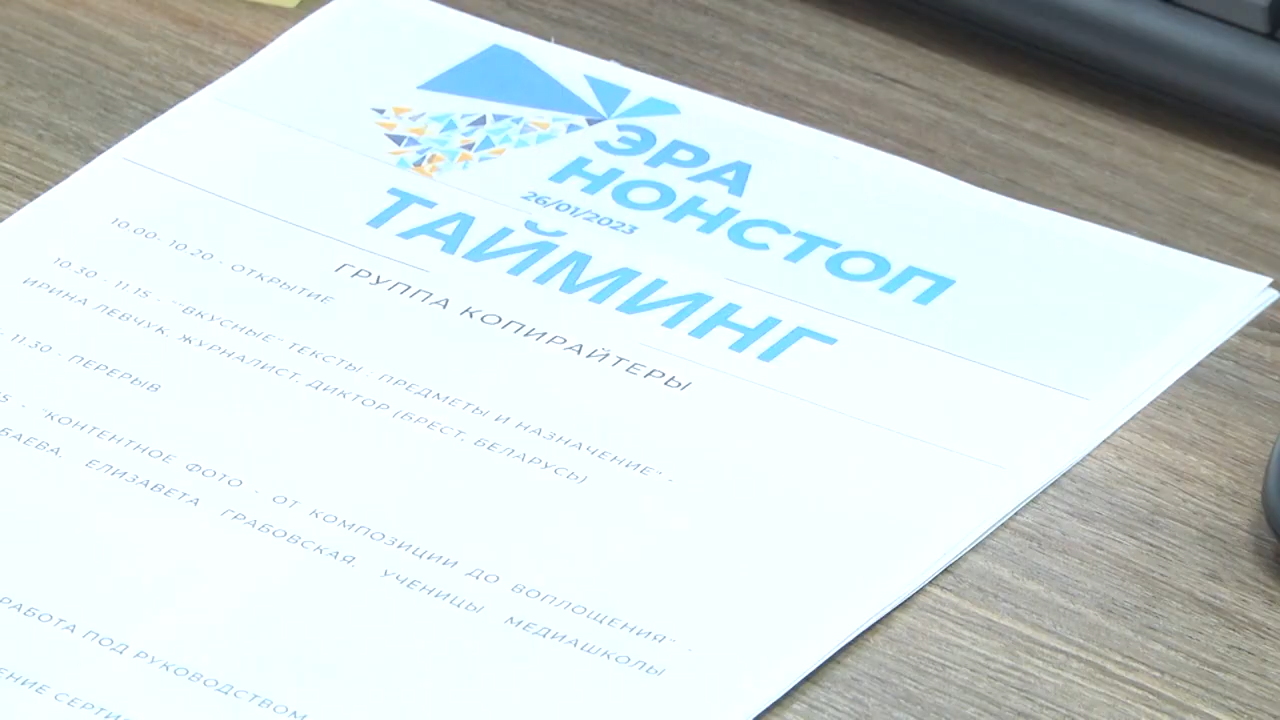 ЭРА
НОНСТОП
26/01/2023
ТАЙМИНГ
ГРУППА КОПИРАЙТЕРЫ
10.00- 10.20 - ОТКРЫТИЕ
10.30 - 11.15 - "ВКУСНЫЕ" ТЕКСТЫ : ПРЕДМЕТЫ И НАЗНАЧЕНИЕ" -
ИРИНА ЛЕВЧУК, ЖУРНАЛИСТ, ДИКТОР (БРЕСТ, БЕЛАРУСЬ)
- 11.30 - ПЕРЕРЫВ
- "КОНТЕНТНОЕ ФОТО - ОТ КОМПОЗИЦИИ ДО ВОПЛОЩЕНИЯ" -
БАЕВА, ЕЛИЗАВЕТА ГРАБОВСКАЯ, УЧЕНИЦЫ МЕДИАШКОЛЫ
РАБОТА ПОД РУКОВОДСТВОМ